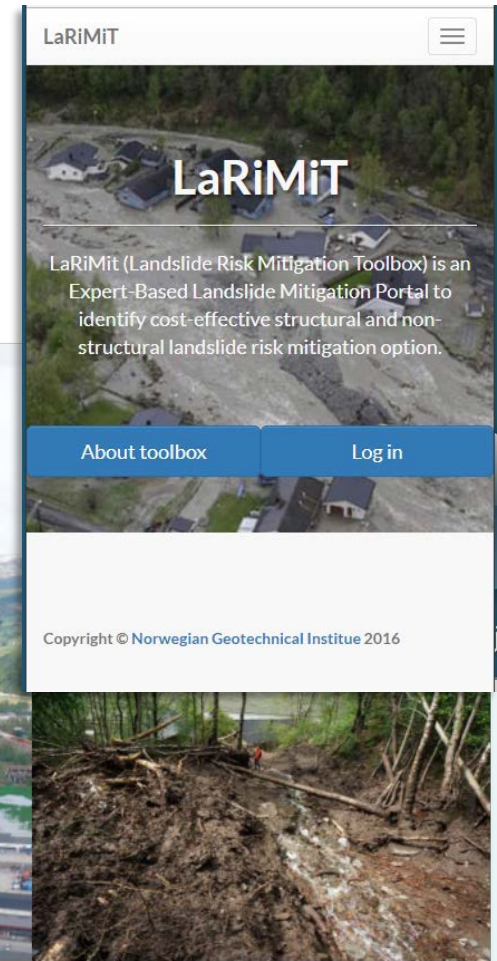 LaRiMiT
LaRiMiT
LaRiMit (Landslide Risk Mitigation Toolbox) is an
Expert-Based Landslide Mitigation Portal to
identify cost-effective structural and non-
structural landslide risk mitigation option.
About toolbox
Log in
Copyright © Norwegian Geotechnical Institue 2016